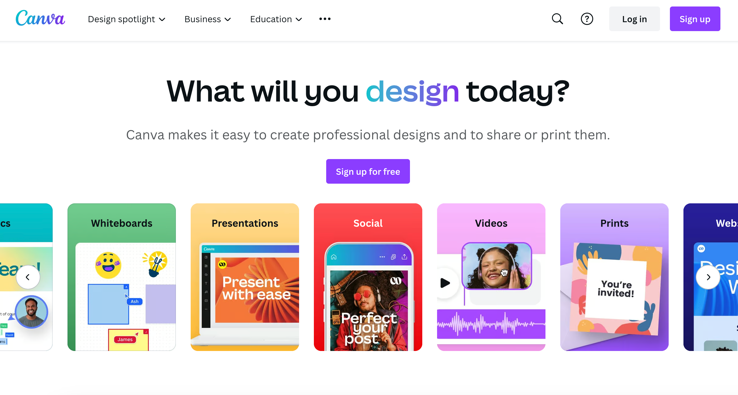 Canva
Design spotlight
Business
Education
Log in
Sign up
What will you design today?
Canva makes it easy to create professional designs and to share or print them.
Sign up for free
Whiteboards
Presentations
Social
Videos
Prints
Ash
James
Canva
Present
with ease
Perfect
your
post
You're
invited!